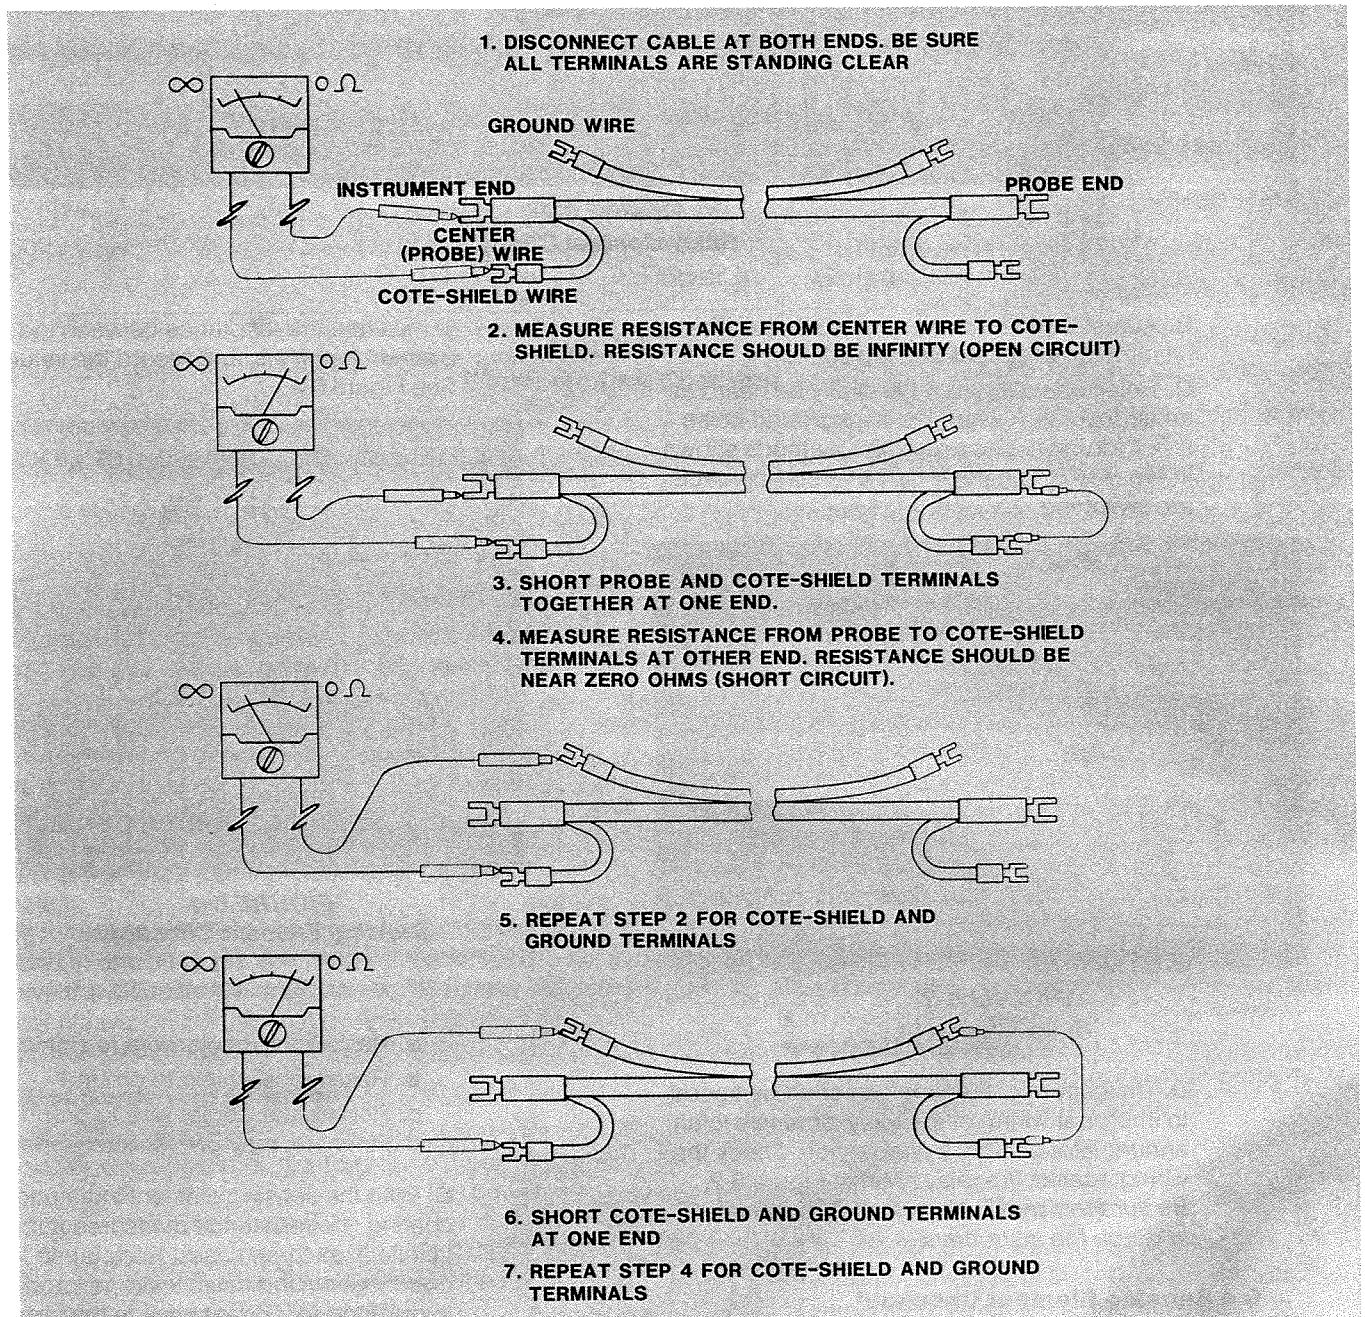 1. DISCONNECT CABLE AT BOTH ENDS. BE SURE
ALL TERMINALS ARE STANDING CLEAR
∞ 0 Ω
GROUND WIRE
INSTRUMENT END
PROBE END
CENTER
(PROBE) WIRE
COTE-SHIELD WIRE
2. MEASURE RESISTANCE FROM CENTER WIRE TO COTE-
SHIELD. RESISTANCE SHOULD BE INFINITY (OPEN CIRCUIT)
∞ 0 Ω
3. SHORT PROBE AND COTE-SHIELD TERMINALS
TOGETHER AT ONE END.
4. MEASURE RESISTANCE FROM PROBE TO COTE-SHIELD
TERMINALS AT OTHER END. RESISTANCE SHOULD BE
NEAR ZERO OHMS (SHORT CIRCUIT).
∞ 0 Ω
5. REPEAT STEP 2 FOR COTE-SHIELD AND
GROUND TERMINALS
∞ 0 Ω
6. SHORT COTE-SHIELD AND GROUND TERMINALS
AT ONE END
7. REPEAT STEP 4 FOR COTE-SHIELD AND GROUND
TERMINALS